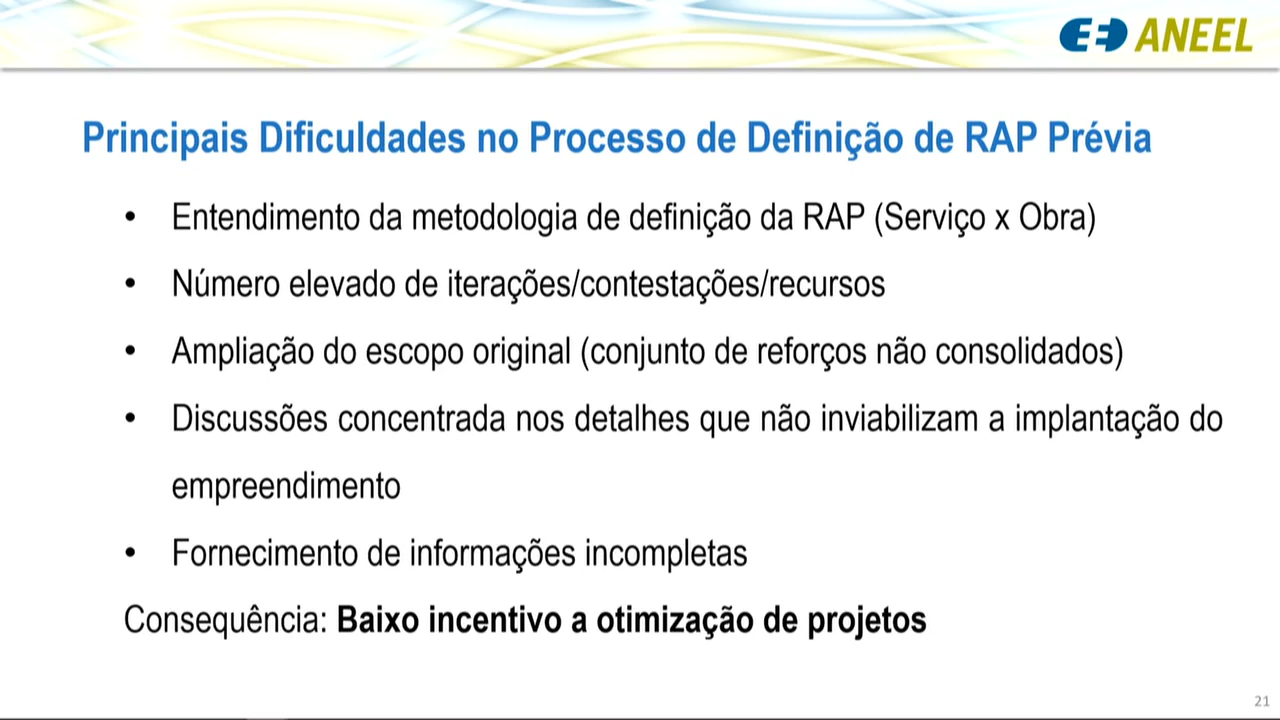 ANEEL
Principais Dificuldades no Processo de Definição de RAP Prévia
• Entendimento da metodologia de definição da RAP (Serviço x Obra)
• Número elevado de iterações/contestações/recursos
• Ampliação do escopo original (conjunto de reforços não consolidados)
• Discussões concentrada nos detalhes que não inviabilizam a implantação do
empreendimento
• Fornecimento de informações incompletas
Consequência: Baixo incentivo a otimização de projetos
21